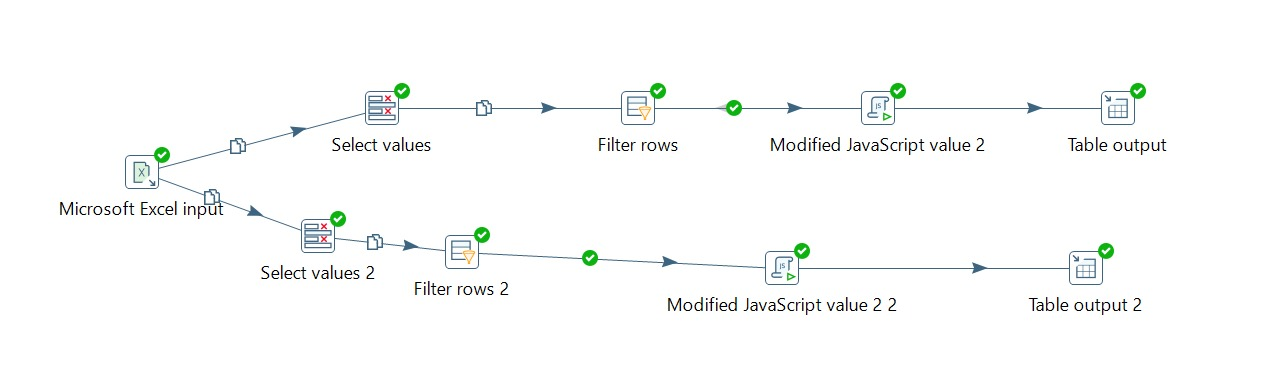 Select values
Filter rows
Modified JavaScript value 2
Table output
Microsoft Excel input
Select values 2
Filter rows 2
Modified JavaScript value 2 2
Table output 2